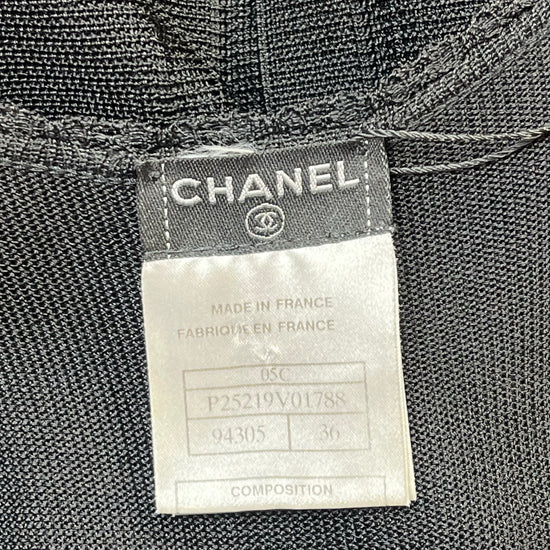 CHANEL
MADE IN FRANCE
FABRIQUE EN FRANCE
05C
P25219V01788
94305 36
COMPOSITION